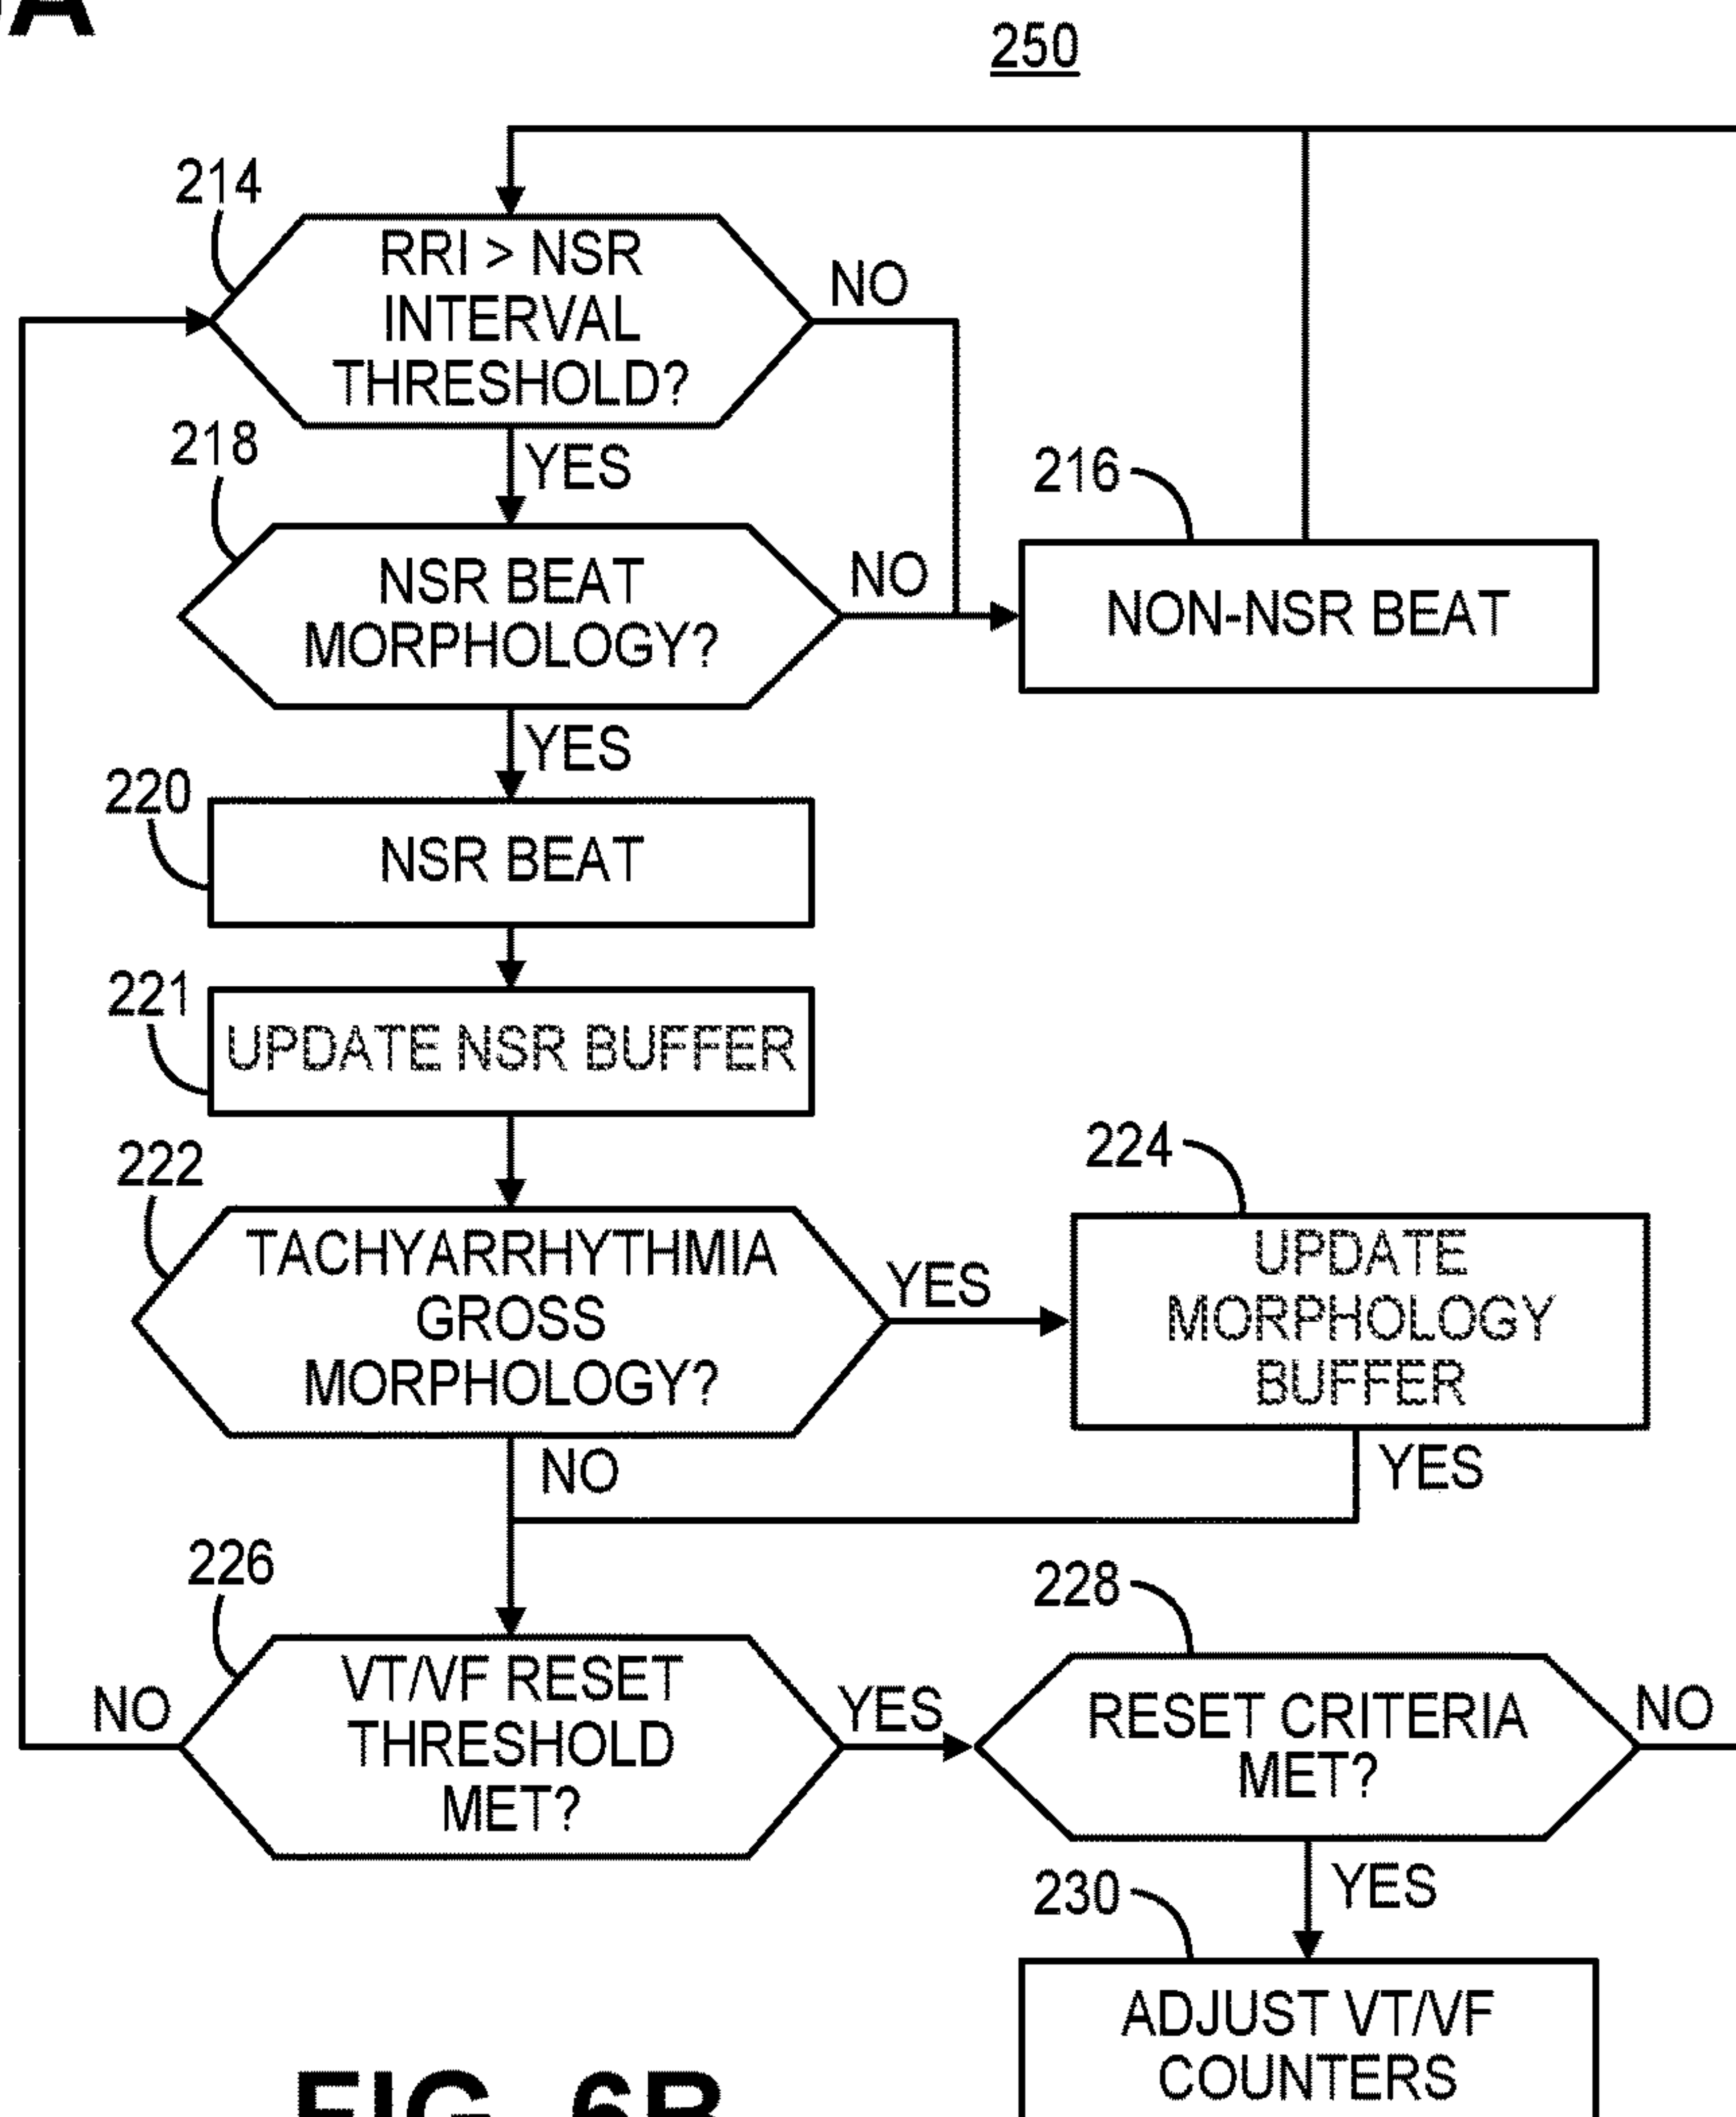 A
250
214
RRI > NSR
INTERVAL
THRESHOLD?
NO
YES
218
NSR BEAT
MORPHOLOGY?
NO
216
NON-NSR BEAT
YES
220
NSR BEAT
221
UPDATE NSR BUFFER
222
TACHYARRHYTHMIA
GROSS
MORPHOLOGY?
YES
224
UPDATE
MORPHOLOGY
BUFFER
YES
NO
226
VT/VF RESET
THRESHOLD
MET?
NO
YES
228
RESET CRITERIA
MET?
NO
YES
230
ADJUST VT/VF
COUNTERS
FIG. 6B